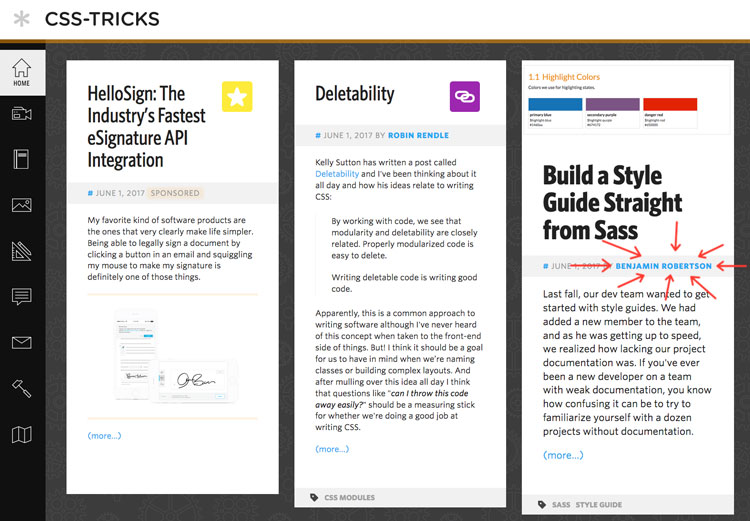 CSS-TRICKS
HOME
HelloSign: The
Industry's Fastest
eSignature API
Integration
# JUNE 1, 2017 SPONSORED
My favorite kind of software products are
the ones that very clearly make life simpler.
Being able to legally sign a document by
clicking a button in an email and squiggling
my mouse to make my signature is
definitely one of those things.
(more...)
Deletability
# JUNE 1, 2017 BY ROBIN RENDLE
Kelly Sutton has written a post called
Deletability and I've been thinking about it
all day and how his ideas relate to writing
CSS:
By working with code, we see that
modularity and deletability are closely
related. Properly modularized code is
easy to delete.
Writing deletable code is writing good
code.
Apparently, this is a common approach to
writing software although I've never heard
of this concept when taken to the front-end
side of things. But! I think it should be a goal
for us to have in mind when we're naming
classes or building complex layouts. And
after mulling over this idea all day I think
that questions like "can I throw this code
away easily?" should be a measuring stick
for whether we're doing a good job at
writing CSS.
(more...)
CSS MODULES
1.1 Highlight Colors
Colors we use for higlighting states.
primary blue
secondary purple
danger red
$highlight-blue
$highlight-purple
$highlight-red
Build a Style
Guide Straight
from Sass
# JUNE 1, 2017 BY BENJAMIN ROBERTSON
Last fall, our dev team wanted to get
started with style guides. We had
added a new member to the team,
and as he was getting up to speed,
we realized how lacking our project
documentation was. If you've ever
been a new developer on a team
with weak documentation, you know
how confusing it can be to try to
familiarize yourself with a dozen
projects without documentation.
(more...)
SASS STYLE GUIDE